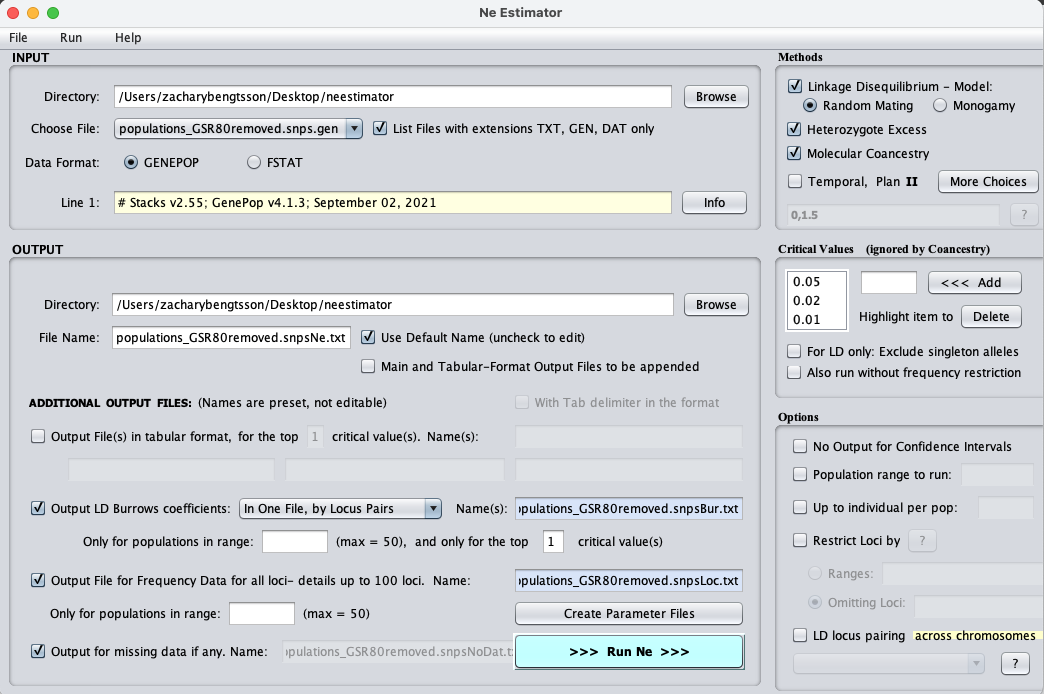 Ne Estimator
File Run Help
INPUT
Directory: /Users/zacharybengtsson/Desktop/neestimator Browse
Choose File: populations_GSR80removed.snps.gen List Files with extensions TXT, GEN, DAT only
Data Format: GENEPOP FSTAT
Line 1: # Stacks v2.55; GenePop v4.1.3; September 02, 2021 Info
OUTPUT
Directory: /Users/zacharybengtsson/Desktop/neestimator Browse
File Name: populations_GSR80removed.snpsNe.txt Use Default Name (uncheck to edit)
Main and Tabular-Format Output Files to be appended
ADDITIONAL OUTPUT FILES: (Names are preset, not editable) With Tab delimiter in the format
Output File(s) in tabular format, for the top 1 critical value(s). Name(s):
Output LD Burrows coefficients: In One File, by Locus Pairs Name(s): opulations_GSR80removed.snpsBur.txt
Only for populations in range: (max = 50), and only for the top 1 critical value(s)
Output File for Frequency Data for all loci- details up to 100 loci. Name: opulations_GSR80removed.snpsLoc.txt
Only for populations in range: (max = 50) Create Parameter Files
Output for missing data if any. Name: opulations_GSR80removed.snpsNoDat.t >>> Run Ne >>>
Methods
Linkage Disequilibrium - Model:
Random Mating Monogamy
Heterozygote Excess
Molecular Coancestry
Temporal, Plan II More Choices
0,1.5 ?
Critical Values (ignored by Coancestry)
0.05
0.02
0.01
<<< Add
Highlight item to Delete
For LD only: Exclude singleton alleles
Also run without frequency restriction
Options
No Output for Confidence Intervals
Population range to run:
Up to individual per pop:
Restrict Loci by ?
Ranges:
Omitting Loci:
LD locus pairing across chromosomes
?